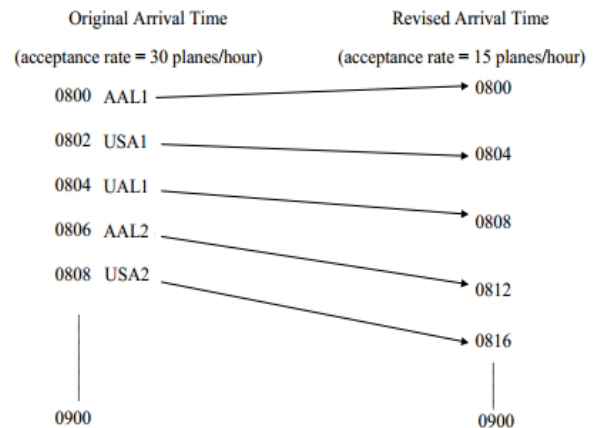 Original Arrival Time Revised Arrival Time
(acceptance rate = 30 planes/hour) (acceptance rate = 15 planes/hour)
0800 AAL1 0800
0802 USA1 0804
0804 UAL1 0808
0806 AAL2 0812
0808 USA2 0816
0900 0900